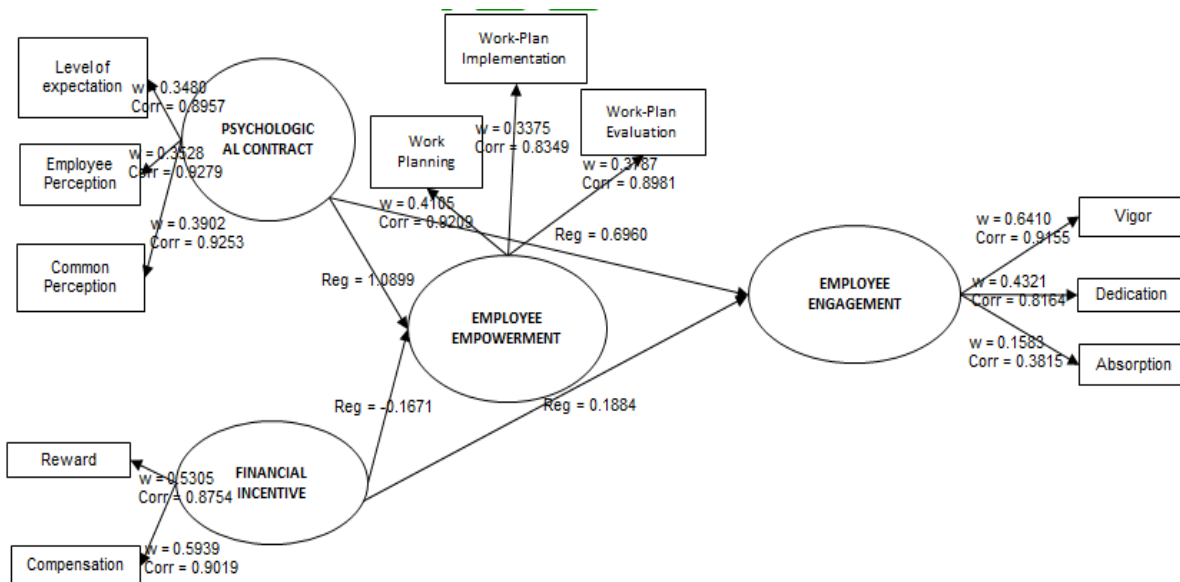 Level of
expectation
w = 0.3480
Corr = 0.8957
Employee
Perception
w = 0.3528
Corr = 0.9279
Common
Perception
w = 0.3902
Corr = 0.9253
PSYCHOLOGIC
AL CONTRACT
Work-Plan
Implementation
w = 0.3375
Corr = 0.8349
Work
Planning
w = 0.4105
Corr = 0.9209
Work-Plan
Evaluation
w = 0.3787
Corr = 0.8981
Reg = 0.6960
Reg = 1.0899
EMPLOYEE
EMPOWERMENT
EMPLOYEE
ENGAGEMENT
w = 0.6410
Corr = 0.9155
Vigor
w = 0.4321
Corr = 0.8164
Dedication
w = 0.1583
Corr = 0.3815
Absorption
Reg = -0.1671
Reg = 0.1884
Reward
w = 0.5305
Corr = 0.8754
FINANCIAL
INCENTIVE
Compensation
w = 0.5939
Corr = 0.9019